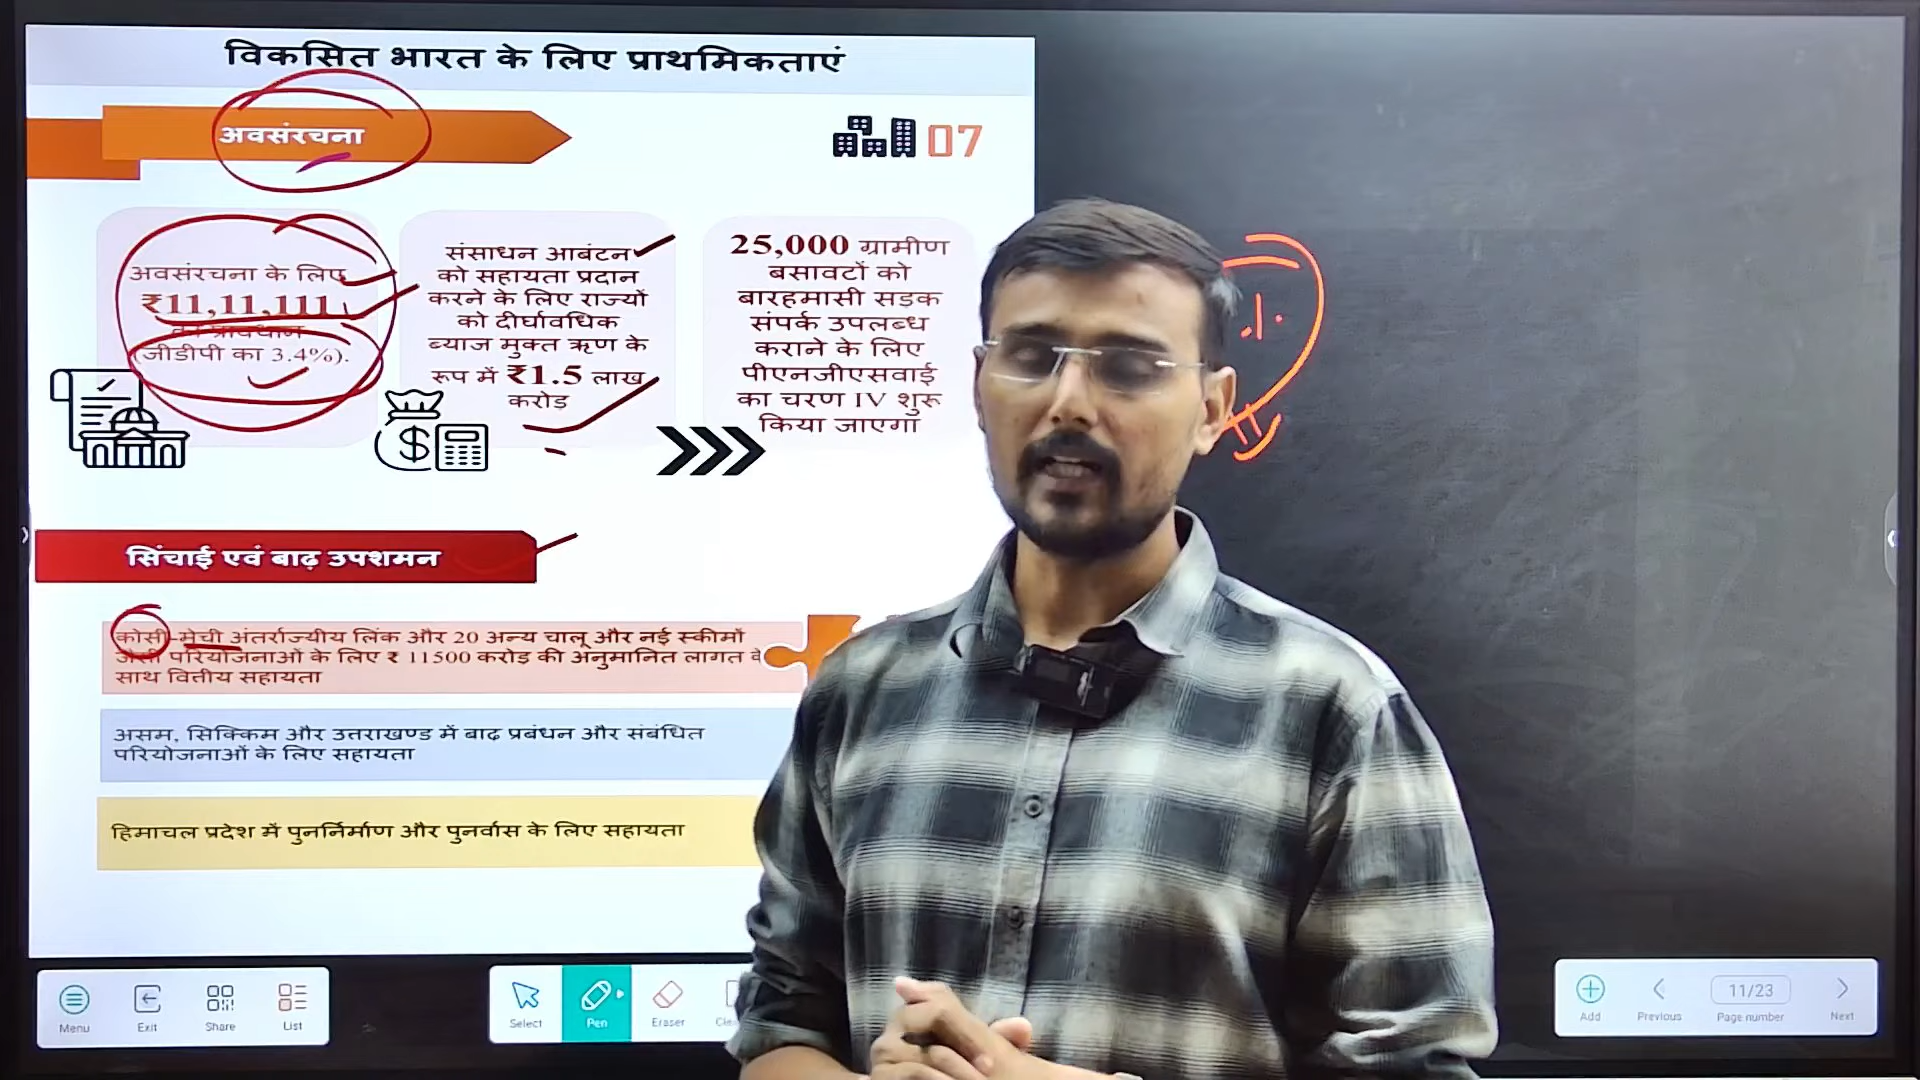 विकसित भारत के लिए प्राथमिकताएं
अवसंरचना
07
अवसंरचना के लिए
₹11,11,111
का प्रावधान
(जीडीपी का 3.4%).
संसाधन आबंटन
को सहायता प्रदान
करने के लिए राज्यों
को दीर्घावधिक
ब्याज मुक्त ऋण के
रूप में ₹1.5 लाख
करोड़
25,000 ग्रामीण
बसावटों को
बारहमासी सड़क
संपर्क उपलब्ध
कराने के लिए
पीएनजीएसवाई
का चरण IV शुरू
किया जाएगा
सिंचाई एवं बाढ़ उपशमन
कोसी-मेची अंतर्राज्यीय लिंक और 20 अन्य चालू और नई स्कीमों
जैसी परियोजनाओं के लिए ₹ 11500 करोड़ की अनुमानित लागत के
साथ वित्तीय सहायता
असम, सिक्किम और उत्तराखण्ड में बाढ़ प्रबंधन और संबंधित
परियोजनाओं के लिए सहायता
हिमाचल प्रदेश में पुनर्निर्माण और पुनर्वास के लिए सहायता
Menu
Exit
Share
List
Select
Pen
Eraser
Add
Previous
11/23
Page number
Next